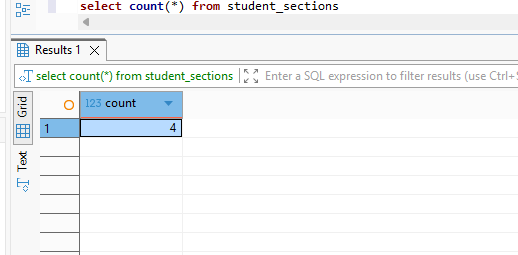 select count(*) from student_sections
Results 1
select count(*) from student_sections
Enter a SQL expression to filter results (use Ctrl+S
Grid
Text
123 count
1
4